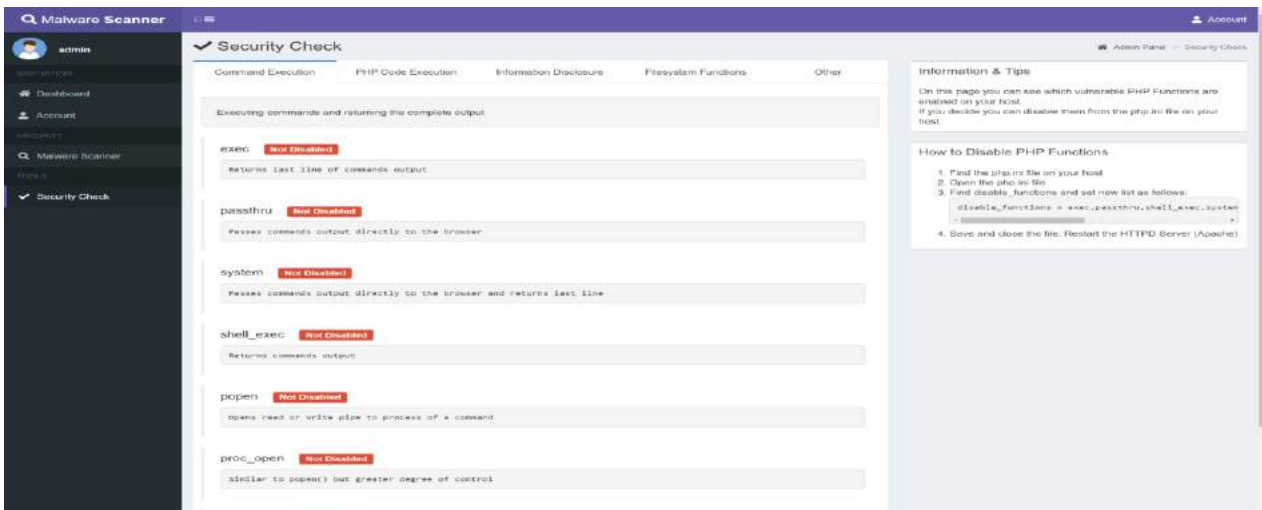 Malware Scanner
Account
admin
NAVIGATION
Dashboard
Account
SECURITY
Malware Scanner
TOOLS
Security Check
Security Check
Admin Panel
Security Check
Command Execution
PHP Code Execution
Information Disclosure
Filesystem Functions
Other
Executing commands and returning the complete output
exec Not Disabled
Returns last line of commands output
passthru Not Disabled
Passes commands output directly to the browser
system Not Disabled
Passes commands output directly to the browser and returns last line
shell_exec Not Disabled
Returns commands output
popen Not Disabled
Opens read or write pipe to process of a command
proc_open Not Disabled
Similar to popen() but greater degree of control
Information & Tips
On this page you can see which vulnerable PHP Functions are
enabled on your host.
If you decide you can disable them from the php.ini file on your
host.
How to Disable PHP Functions
1. Find the php.ini file on your host
2. Open the php.ini file
3. Find disable_functions and set new list as follows:
disable_functions = exec,passthru,shell_exec,system
4. Save and close the file. Restart the HTTPD Server (Apache)